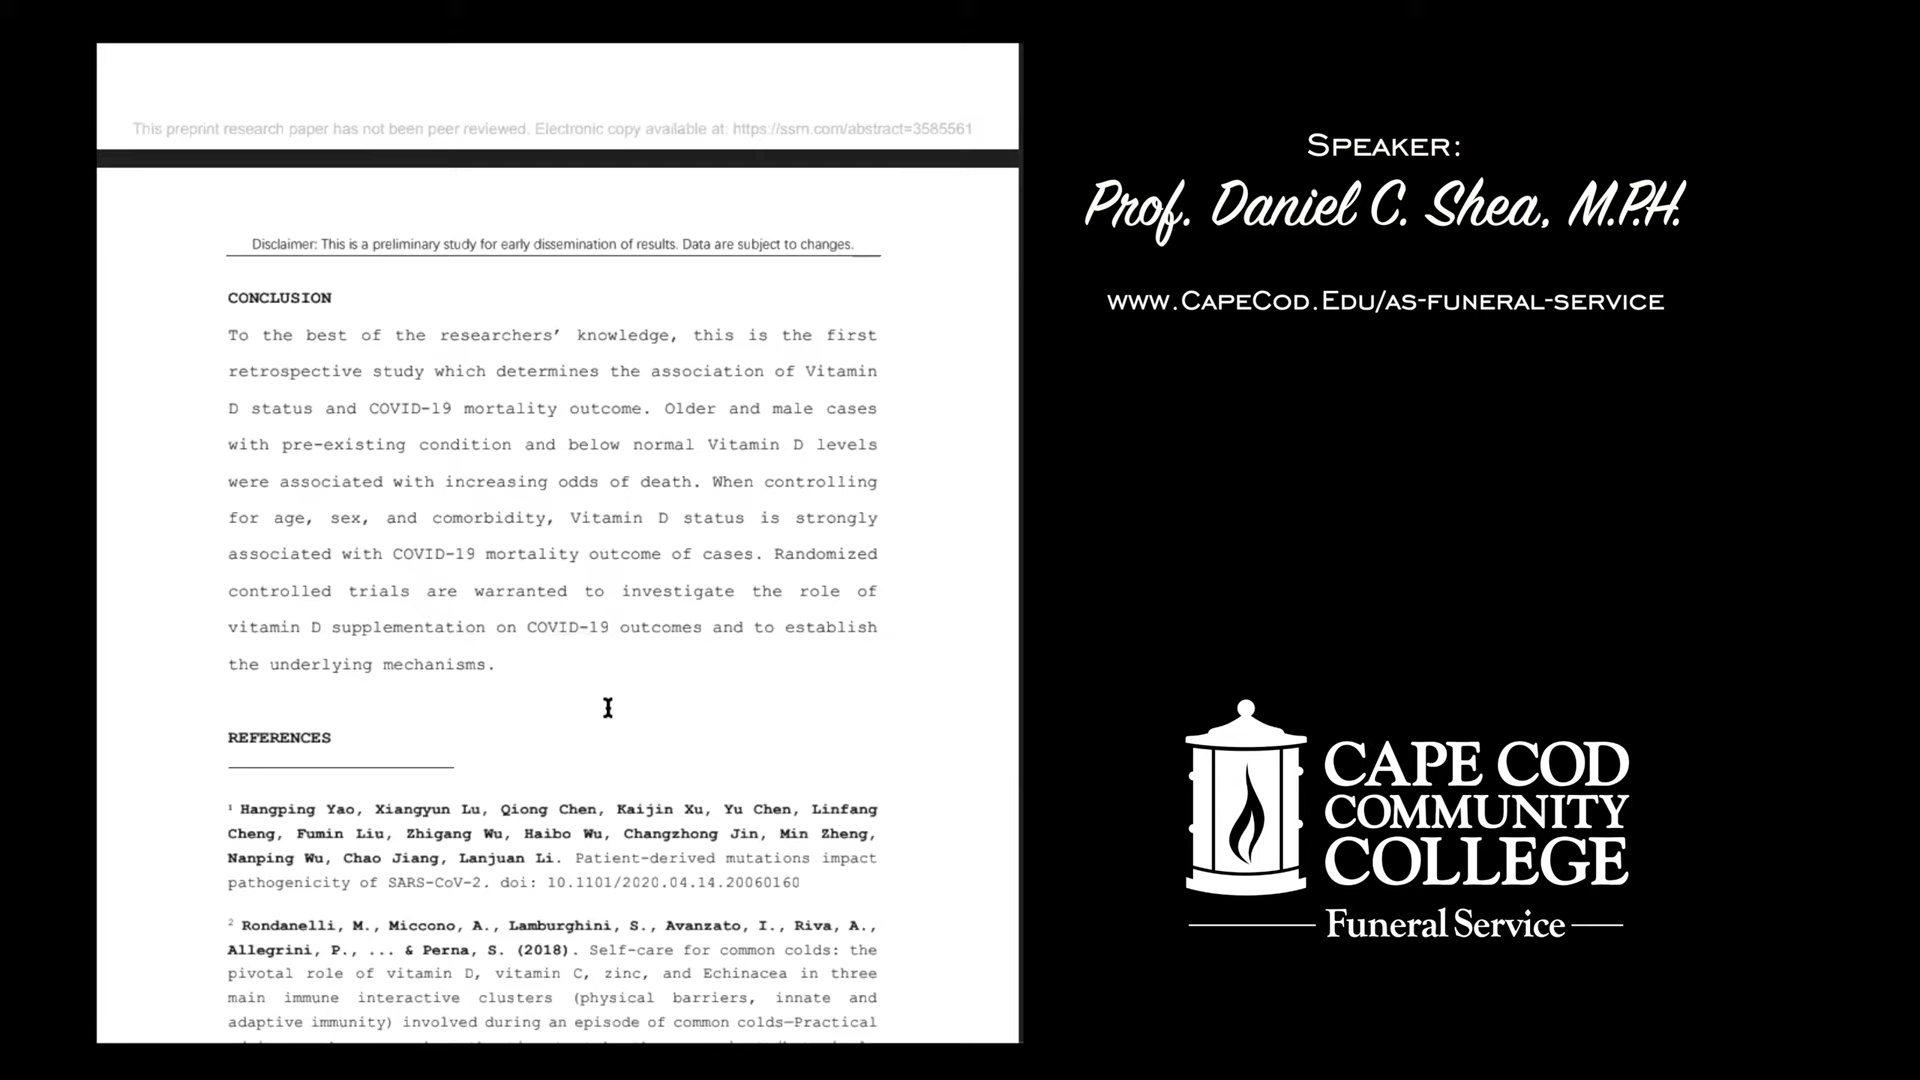 This preprint research paper has not been peer reviewed. Electronic copy available at: https://ssrn.com/abstract=3585561
Disclaimer: This is a preliminary study for early dissemination of results. Data are subject to changes.
CONCLUSION
To the best of the researchers’ knowledge, this is the first
retrospective study which determines the association of Vitamin
D status and COVID-19 mortality outcome. Older and male cases
with pre-existing condition and below normal Vitamin D levels
were associated with increasing odds of death. When controlling
for age, sex, and comorbidity, Vitamin D status is strongly
associated with COVID-19 mortality outcome of cases. Randomized
controlled trials are warranted to investigate the role of
vitamin D supplementation on COVID-19 outcomes and to establish
the underlying mechanisms.
REFERENCES
1 Hangping Yao, Xiangyun Lu, Qiong Chen, Kaijin Xu, Yu Chen, Linfang
Cheng, Fumin Liu, Zhigang Wu, Haibo Wu, Changzhong Jin, Min Zheng,
Nanping Wu, Chao Jiang, Lanjuan Li. Patient-derived mutations impact
pathogenicity of SARS-CoV-2. doi: 10.1101/2020.04.14.20060160
2 Rondanelli, M., Miccono, A., Lamburghini, S., Avanzato, I., Riva, A.,
Allegrini, P., ... & Perna, S. (2018). Self-care for common colds: the
pivotal role of vitamin D, vitamin C, zinc, and Echinacea in three
main immune interactive clusters (physical barriers, innate and
adaptive immunity) involved during an episode of common colds—Practical
SPEAKER:
Prof. Daniel C. Shea, M.P.H.
WWW.CAPECOD.EDU/AS-FUNERAL-SERVICE
CAPE COD
COMMUNITY
COLLEGE
Funeral Service